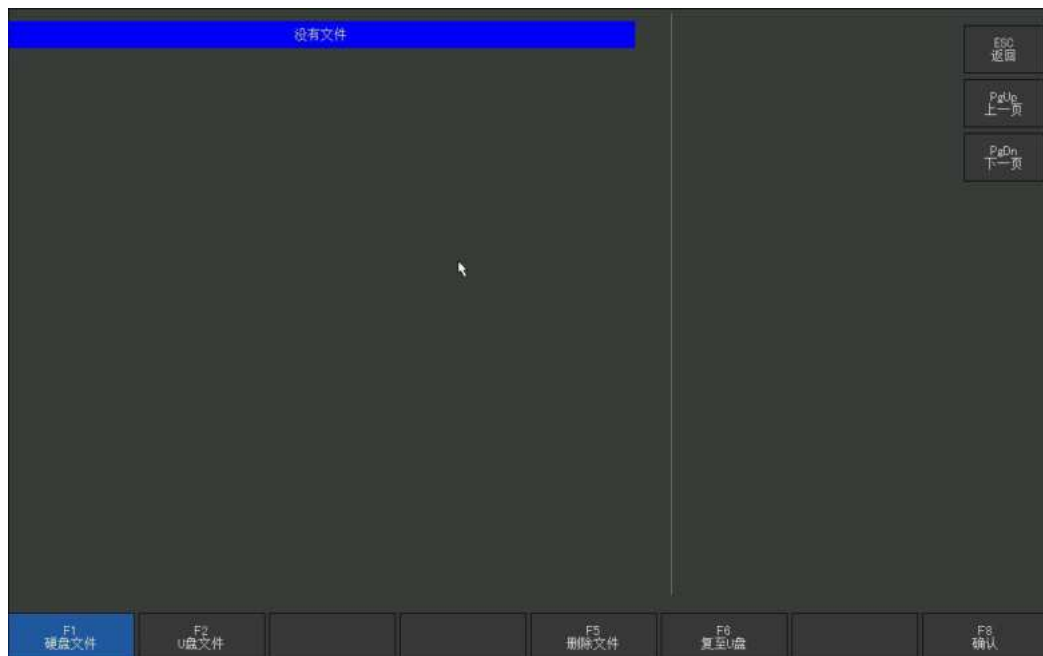 没有文件
ESC
返回
PgUp
上一页
PgDn
下一页
F1
硬盘文件
F2
U盘文件
F5
删除文件
F6
复至U盘
F8
确认